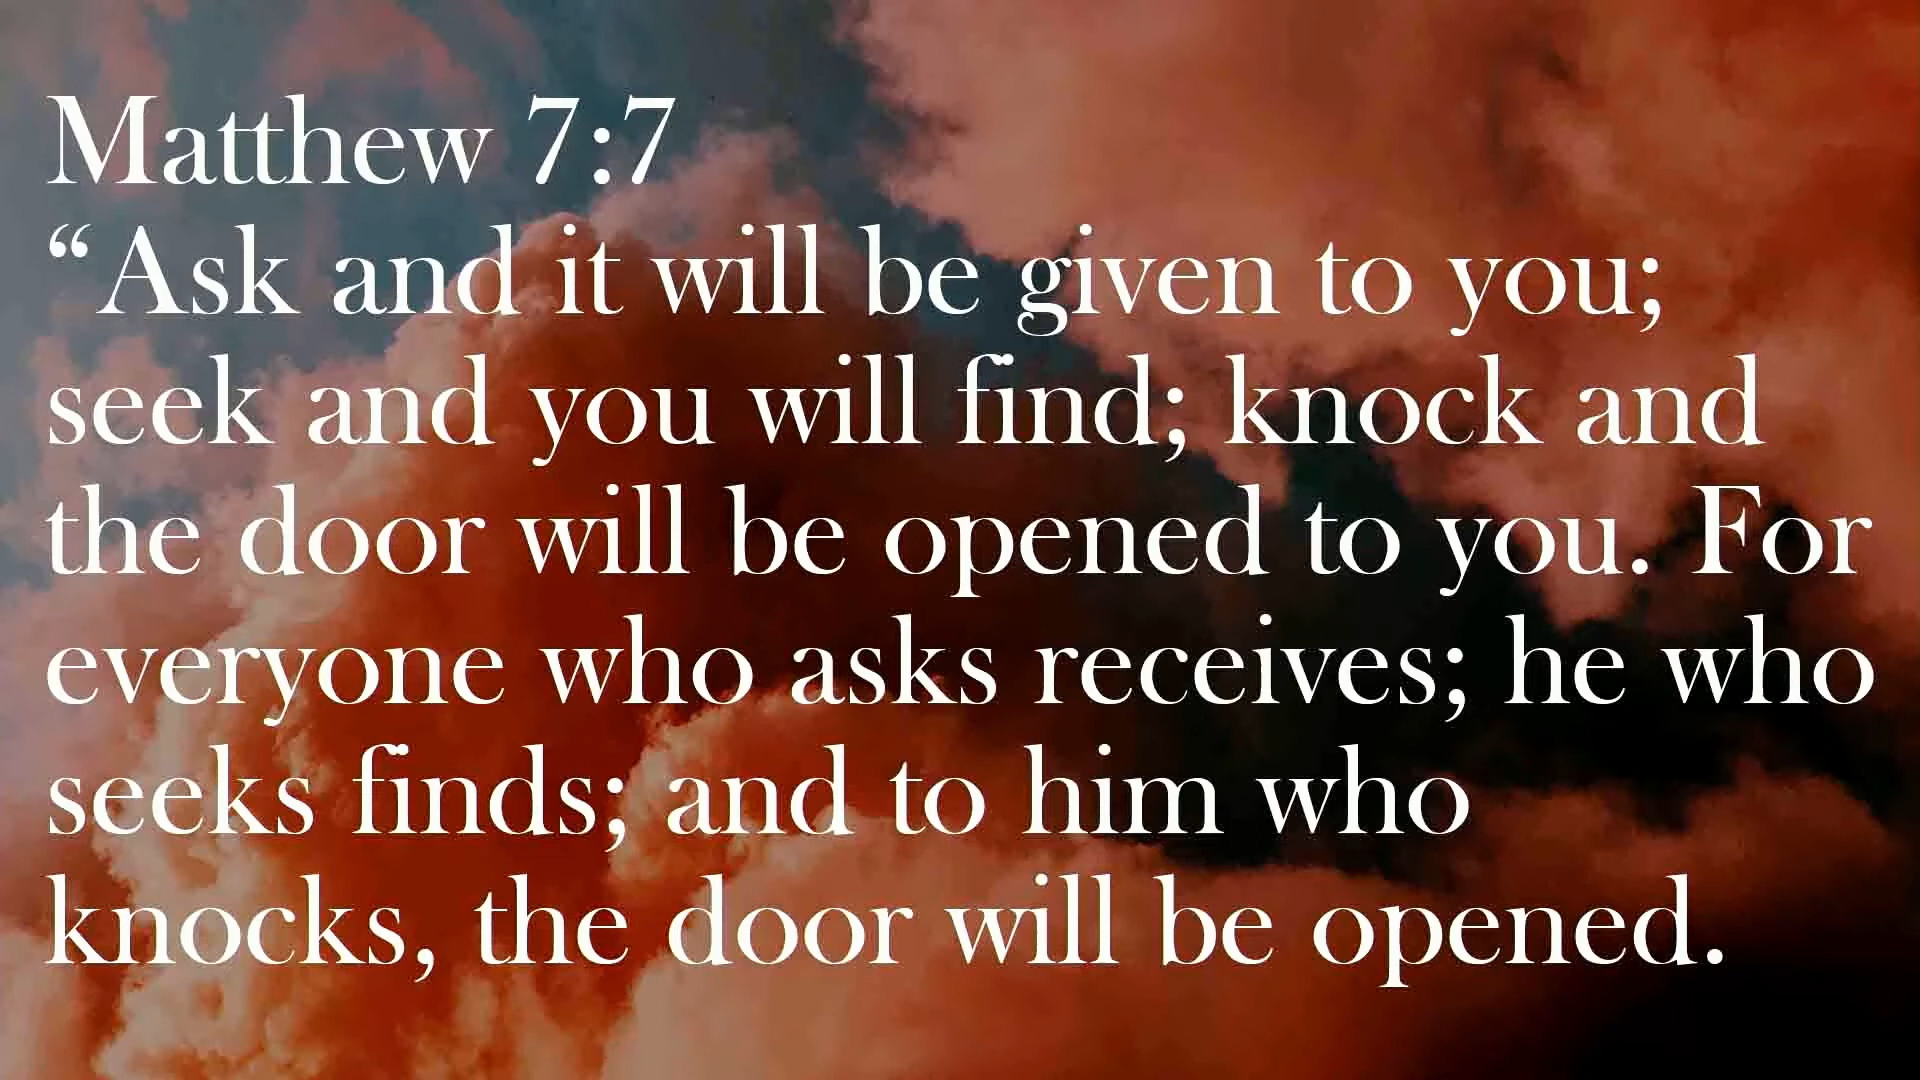 Matthew 7:7
“Ask and it will be given to you;
seek and you will find; knock and
the door will be opened to you. For
everyone who asks receives; he who
seeks finds; and to him who
knocks, the door will be opened.